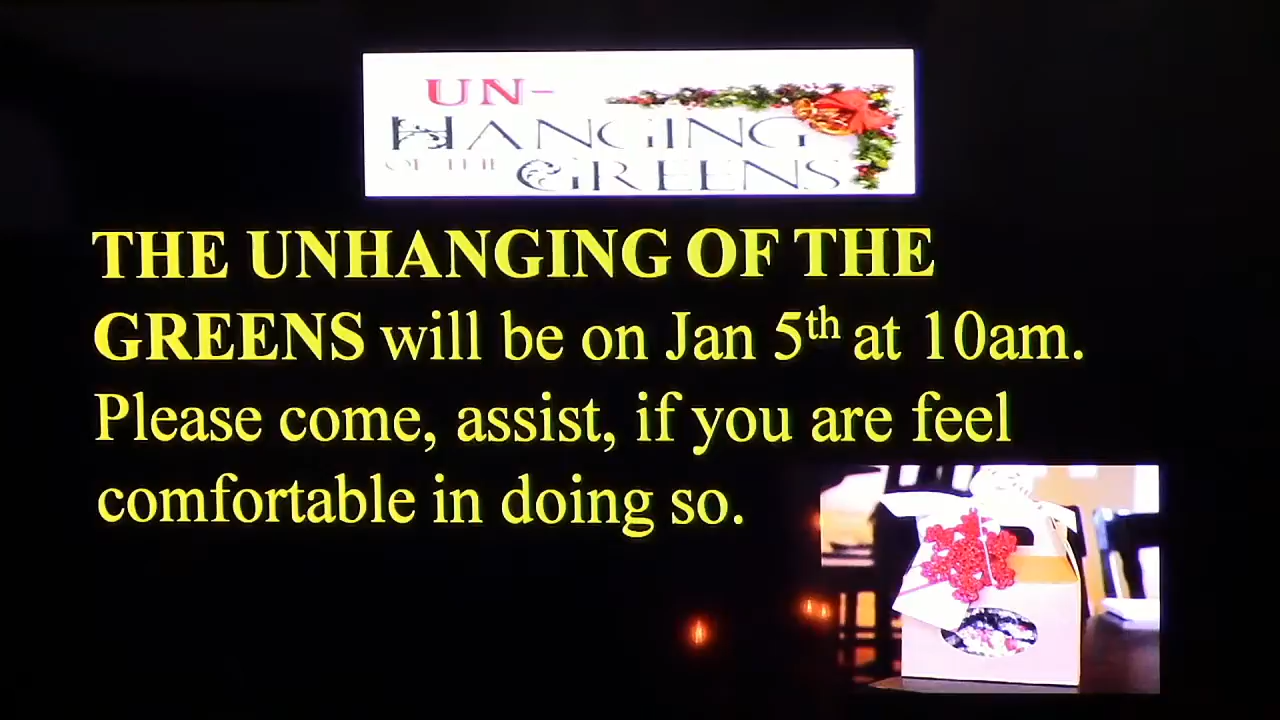 UN-
HANGING
OF THE GREENS
THE UNHANGING OF THE
GREENS will be on Jan 5th at 10am.
Please come, assist, if you are feel
comfortable in doing so.